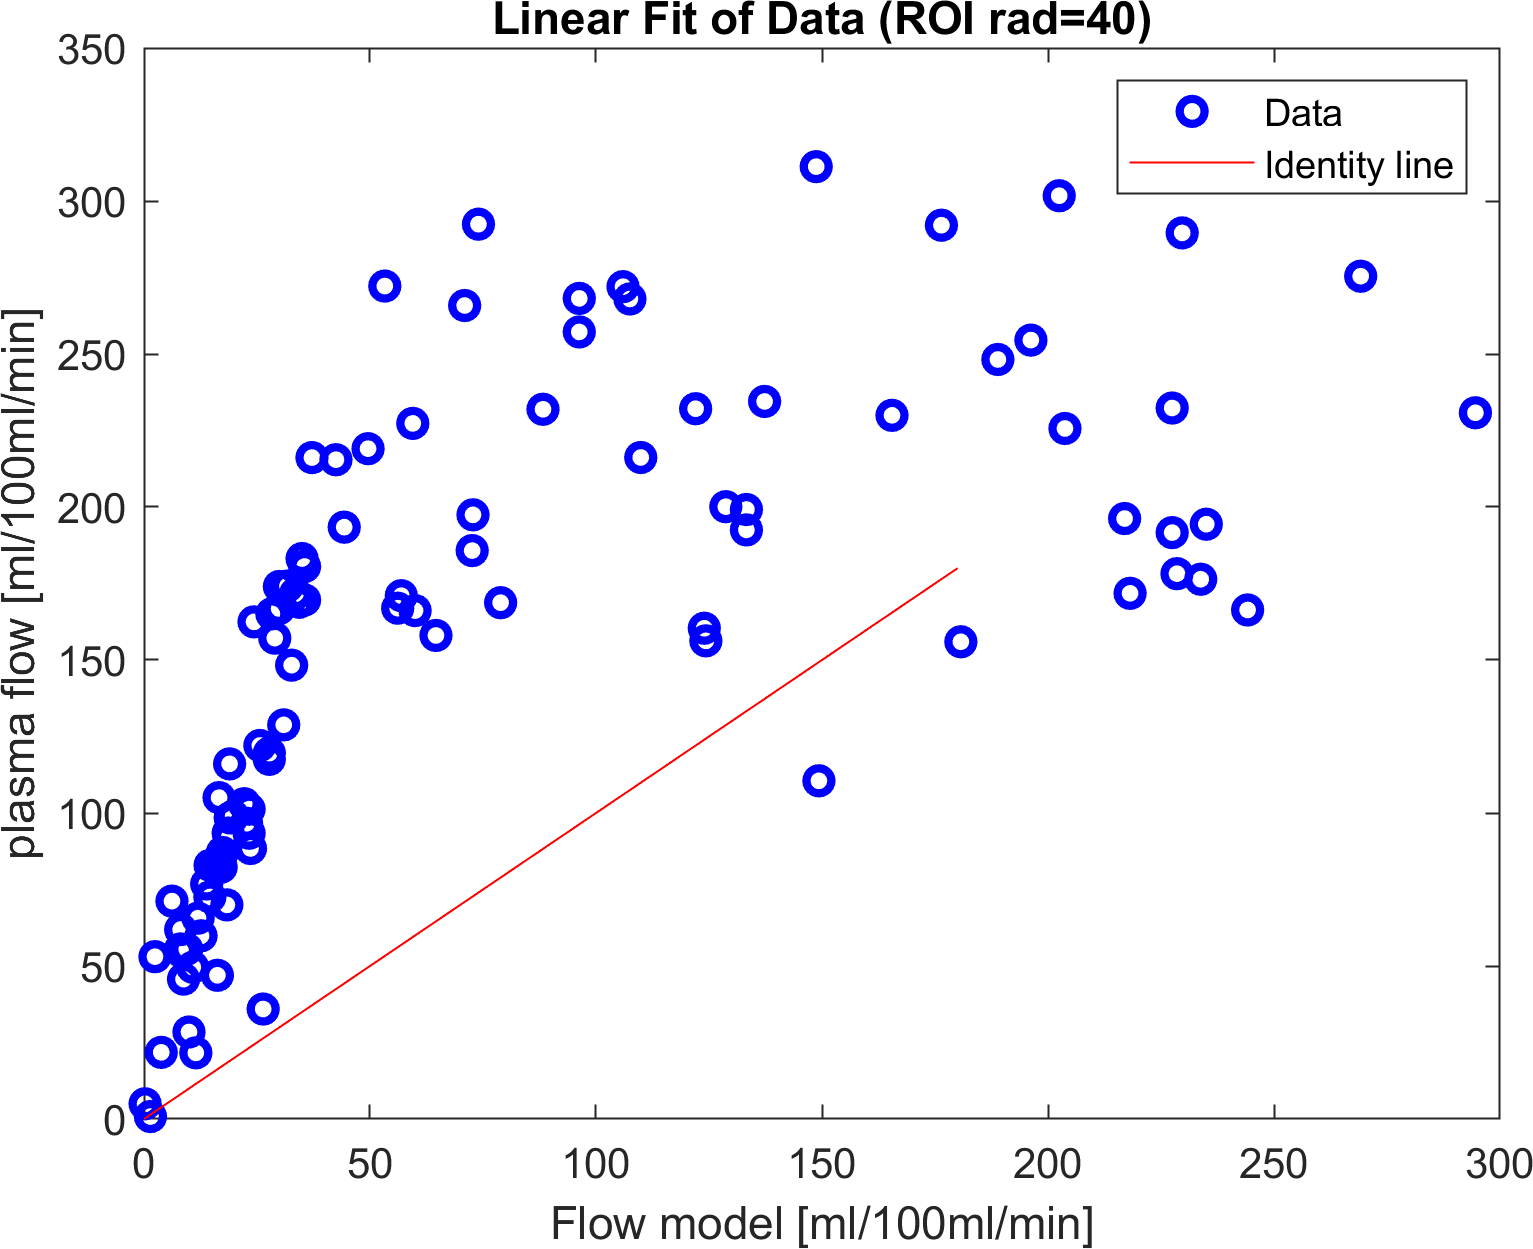 Linear Fit of Data (ROI rad=40)
350
300
250
200
150
100
50
0
0 50 100 150 200 250 300
plasma flow [ml/100ml/min]
Flow model [ml/100ml/min]
Data
Identity line